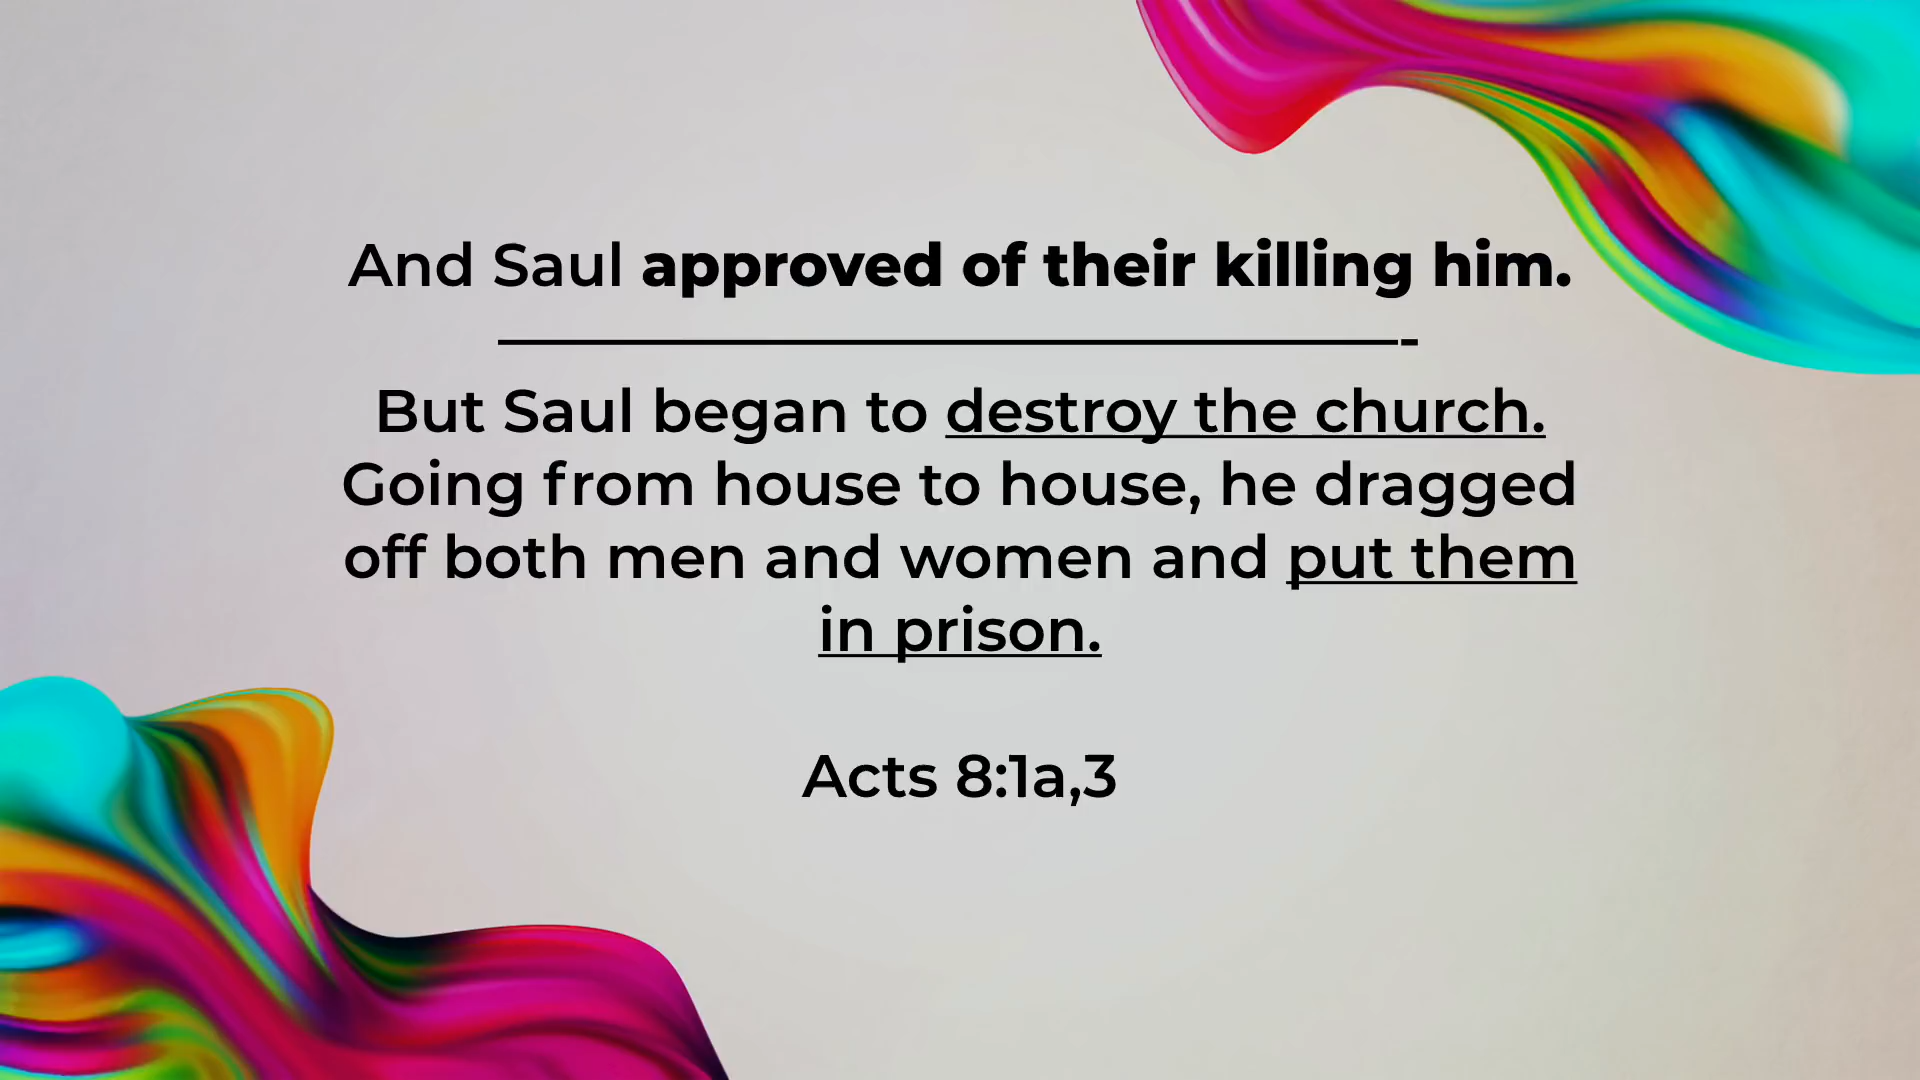 And Saul approved of their killing him.
————————————————-
But Saul began to destroy the church.
Going from house to house, he dragged
off both men and women and put them
in prison.
Acts 8:1a,3